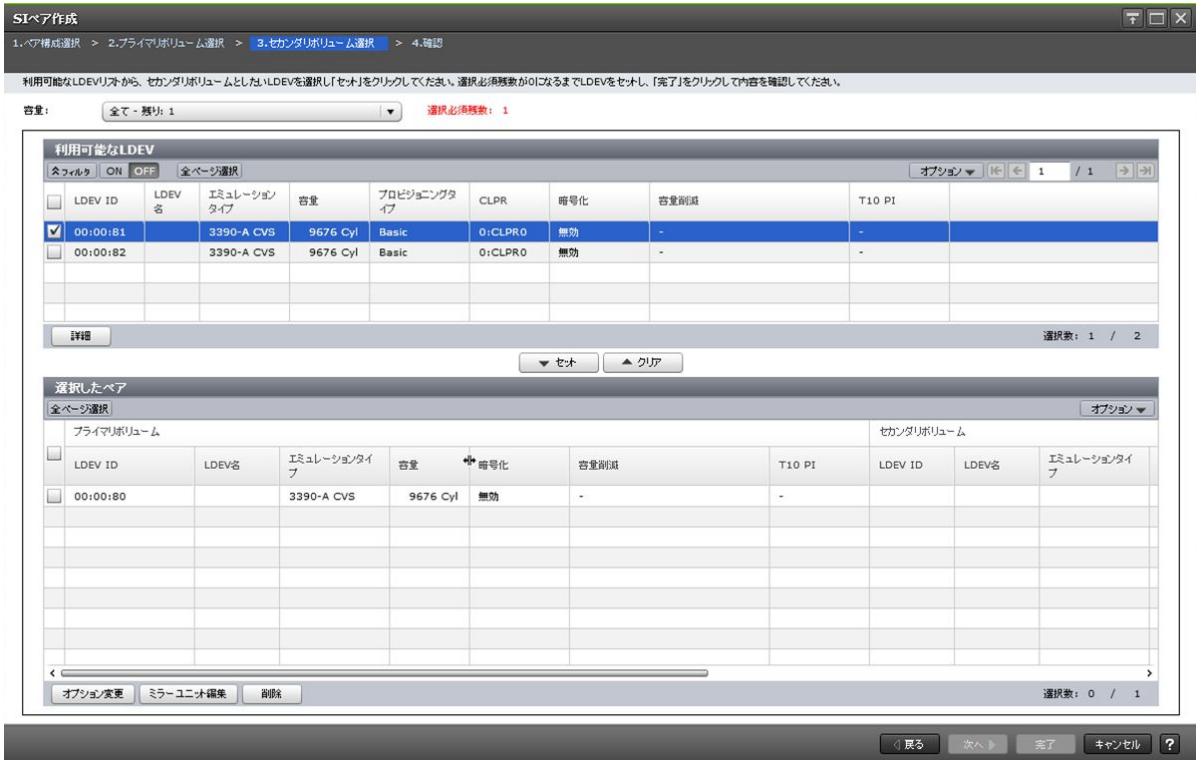 SIペア作成
1.ペア構成選択 > 2.プライマリボリューム選択 > 3.セカンダリボリューム選択 > 4.確認
利用可能なLDEVリストから、セカンダリボリュームとしたいLDEVを選択し「セット」をクリックしてください。選択必須残数が0になるまでLDEVをセットし、「完了」をクリックして内容を確認してください。
容量: 全て - 残り: 1 選択必須残数: 1
利用可能なLDEV
フィルタ ON OFF 全ページ選択 オプション 1 / 1
LDEV ID LDEV名 エミュレーションタイプ 容量 プロビジョニングタイプ CLPR 暗号化 容量削減 T10 PI
00:00:81 3390-A CVS 9676 Cyl Basic 0:CLPR0 無効 - -
00:00:82 3390-A CVS 9676 Cyl Basic 0:CLPR0 無効 - -
詳細 選択数: 1 / 2
セット クリア
選択したペア
全ページ選択 オプション
プライマリボリューム セカンダリボリューム
LDEV ID LDEV名 エミュレーションタイプ 容量 暗号化 容量削減 T10 PI LDEV ID LDEV名 エミュレーションタイプ
00:00:80 3390-A CVS 9676 Cyl 無効 - -
オプション変更 ミラーユニット編集 削除 選択数: 0 / 1
戻る 次へ 完了 キャンセル ?